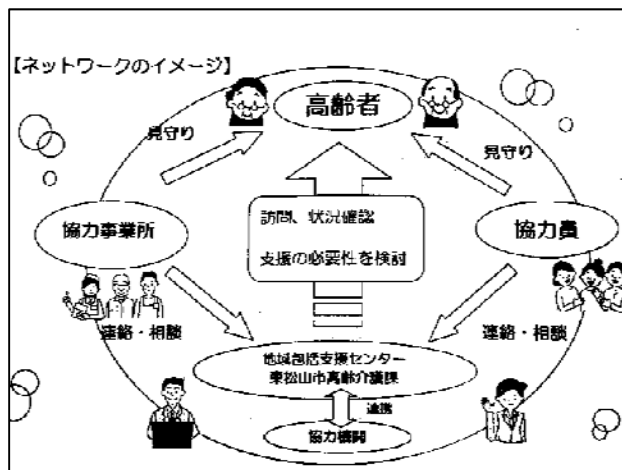 【ネットワークのイメージ】
高齢者
見守り
見守り
協力事業所
訪問、状況確認
支援の必要性を検討
協力員
連絡・相談
連絡・相談
地域包括支援センター
東松山市高齢介護課
連携
協力機関